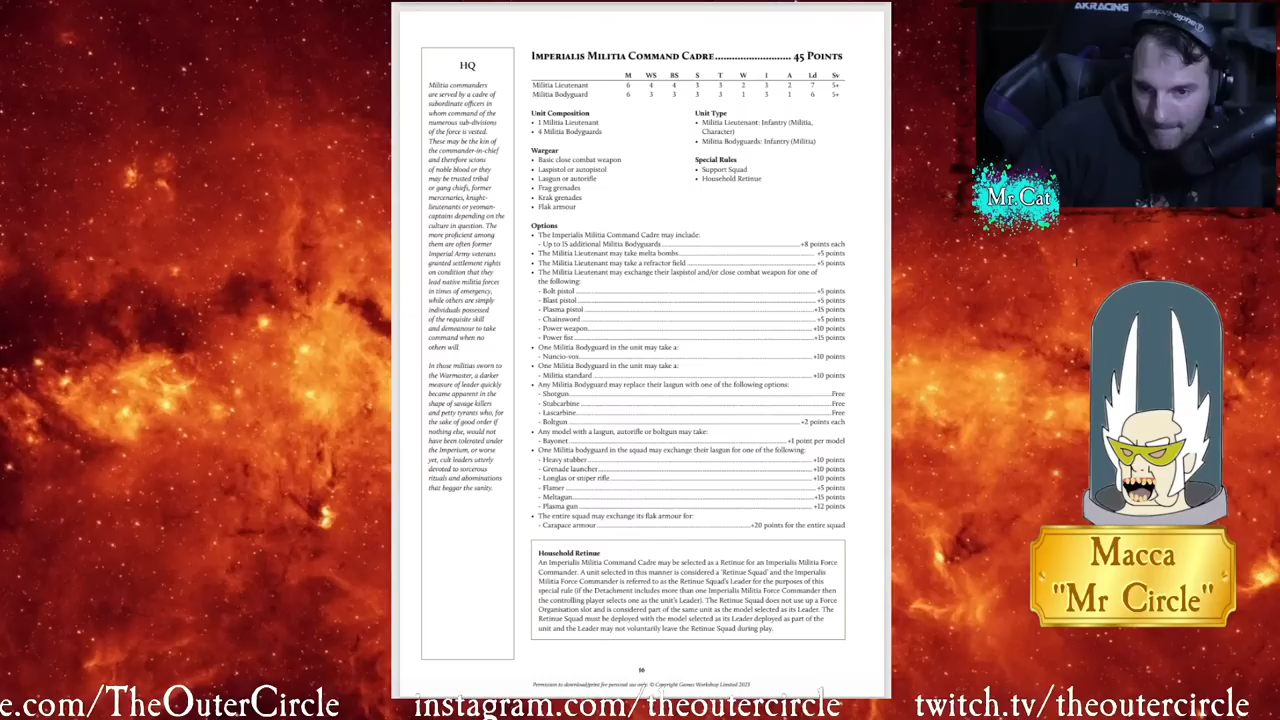 HQ
Militia commanders
are served by a cadre of
subordinate officers in
whom command of the
numerous sub-divisions
of the force is vested.
These may be the kin of
the commander-in-chief
and therefore scions
of noble blood or they
may be trusted tribal
or gang chiefs, former
mercenaries, knight-
lieutenants or yeoman-
captains depending on the
culture in question. The
more proficient among
them are often former
Imperial Army veterans
granted settlement rights
on condition that they
lead native militia forces
in times of emergency,
while others are simply
individuals possessed
of the requisite skill
and demeanour to take
command when no
others will.
In those militias sworn to
the Warmaster, a darker
measure of leader quickly
became apparent in the
shape of savage killers
and petty tyrants who, for
the sake of good order if
nothing else, would not
have been tolerated under
the Imperium, or worse
yet, cult leaders utterly
devoted to sorcerous
rituals and abominations
that beggar the sanity.
Imperialis Militia Command Cadre........................... 45 Points
M WS BS S T W I A Ld Sv
Militia Lieutenant 6 4 4 3 3 2 3 2 7 5+
Militia Bodyguard 6 3 3 3 3 1 3 1 6 5+
Unit Composition
• 1 Militia Lieutenant
• 4 Militia Bodyguards
Wargear
• Basic close combat weapon
• Laspistol or autopistol
• Lasgun or autorifle
• Frag grenades
• Krak grenades
• Flak armour
Unit Type
• Militia Lieutenant: Infantry (Militia,
Character)
• Militia Bodyguards: Infantry (Militia)
Special Rules
• Support Squad
• Household Retinue
Options
• The Imperialis Militia Command Cadre may include:
- Up to 15 additional Militia Bodyguards +8 points each
• The Militia Lieutenant may take melta bombs +5 points
• The Militia Lieutenant may take a refractor field +5 points
• The Militia Lieutenant may exchange their laspistol and/or close combat weapon for one of
the following:
- Bolt pistol +5 points
- Blast pistol +5 points
- Plasma pistol +15 points
- Chainsword +5 points
- Power weapon +10 points
- Power fist +15 points
• One Militia Bodyguard in the unit may take a:
- Nuncio-vox +10 points
• One Militia Bodyguard in the unit may take a:
- Militia standard +10 points
• Any Militia Bodyguard may replace their lasgun with one of the following options:
- Shotgun Free
- Stubcarbine Free
- Lascarbine Free
- Boltgun +2 points each
• Any model with a lasgun, autorifle or boltgun may take:
- Bayonet +1 point per model
• One Militia bodyguard in the squad may exchange their lasgun for one of the following:
- Heavy stubber +10 points
- Grenade launcher +10 points
- Longlas or sniper rifle +10 points
- Flamer +5 points
- Meltagun +15 points
- Plasma gun +12 points
• The entire squad may exchange its flak armour for:
- Carapace armour +20 points for the entire squad
Household Retinue
An Imperialis Militia Command Cadre may be selected as a Retinue for an Imperialis Militia Force
Commander. A unit selected in this manner is considered a 'Retinue Squad' and the Imperialis
Militia Force Commander is referred to as the Retinue Squad's Leader for the purposes of this
special rule (if the Detachment includes more than one Imperialis Militia Force Commander then
the controlling player selects one as the unit's Leader). The Retinue Squad does not use up a Force
Organisation slot and is considered part of the same unit as the model selected as its Leader. The
Retinue Squad must be deployed with the model selected as its Leader deployed as part of the
unit and the Leader may not voluntarily leave the Retinue Squad during play.
16
Permission to download/print for personal use only. © Copyright Games Workshop Limited 2023
AKRACING
Mr.Cat
Macca
"Mr Circle"
e.com/TheOuterCircle
instagram.com/theoutercircle
twitch.tv/theoutercircle